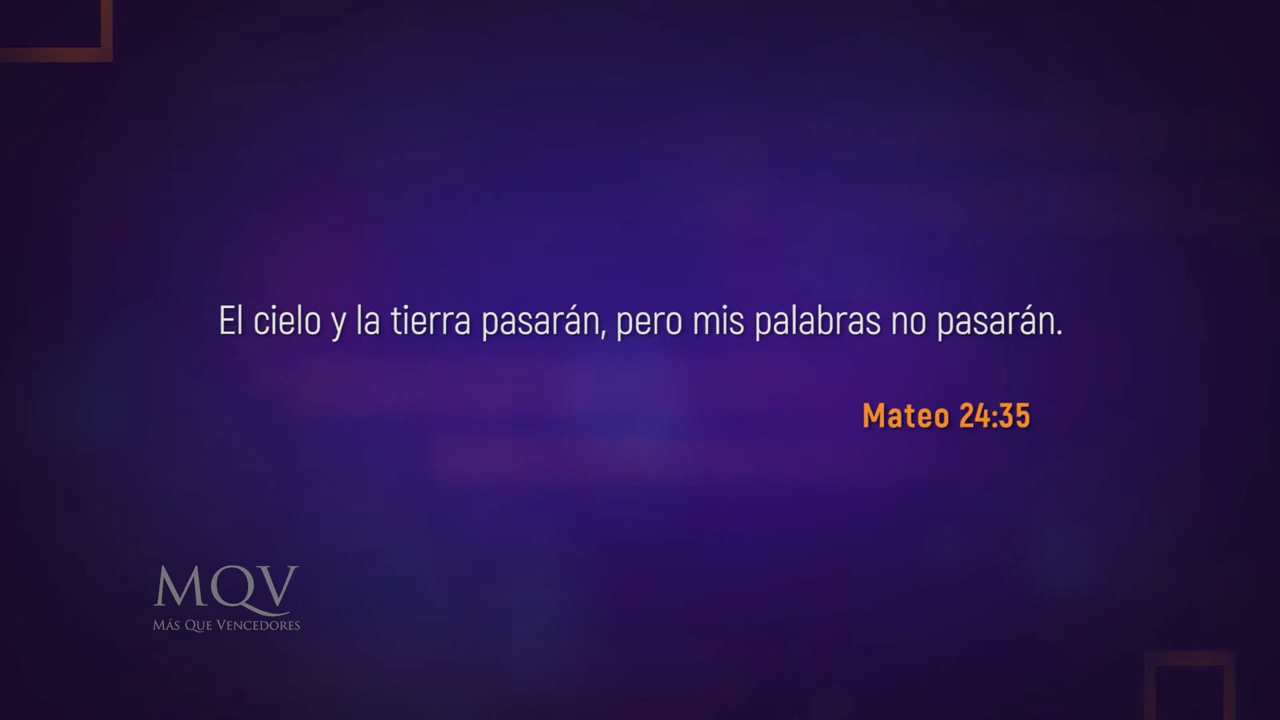 El cielo y la tierra pasarán, pero mis palabras no pasarán.
Mateo 24:35
MQV
Más Que Vencedores